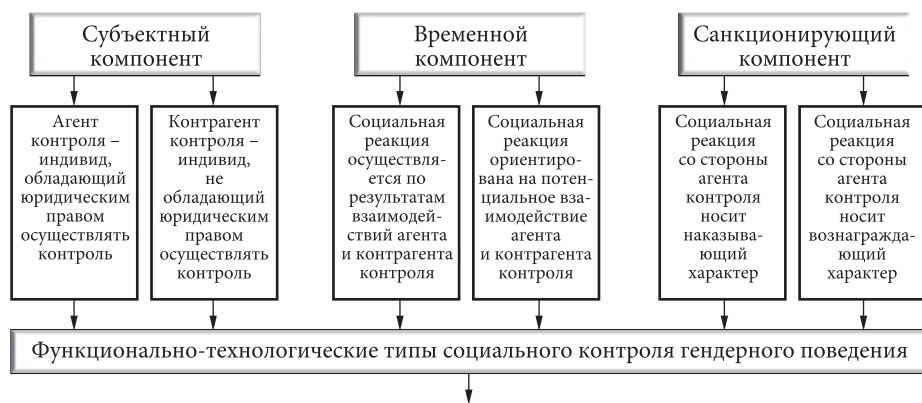 Субъектный
компонент
Временной
компонент
Санкционирующий
компонент
Агент
контроля –
индивид,
обладающий
юридическим
правом
осуществлять
контроль
Контрагент
контроля –
индивид,
не
обладающий
юридическим
правом
осуществлять
контроль
Социальная
реакция
осуществля-
ется по
результатам
взаимодей-
ствий агента
и контрагента
контроля
Социальная
реакция
ориентиро-
вана на потен-
циальное вза-
имодействие
агента
и контрагента
контроля
Социальная
реакция
со стороны
агента
контроля
носит
наказыва-
ющий
характер
Социальная
реакция
со стороны
агента
контроля
носит
вознагражда-
ющий
характер
Функционально-технологические типы социального контроля гендерного поведения